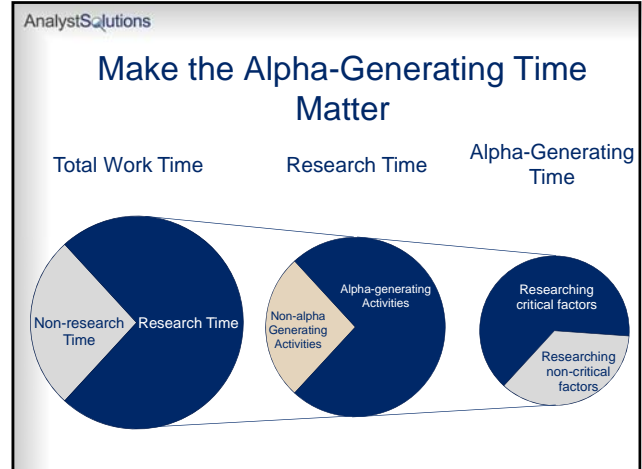 AnalystSolutions
Make the Alpha-Generating Time
Matter
Total Work Time
Research Time
Alpha-Generating
Time
Non-research
Time
Research Time
Non-alpha
Generating
Activities
Alpha-generating
Activities
Researching
critical factors
Researching
non-critical
factors